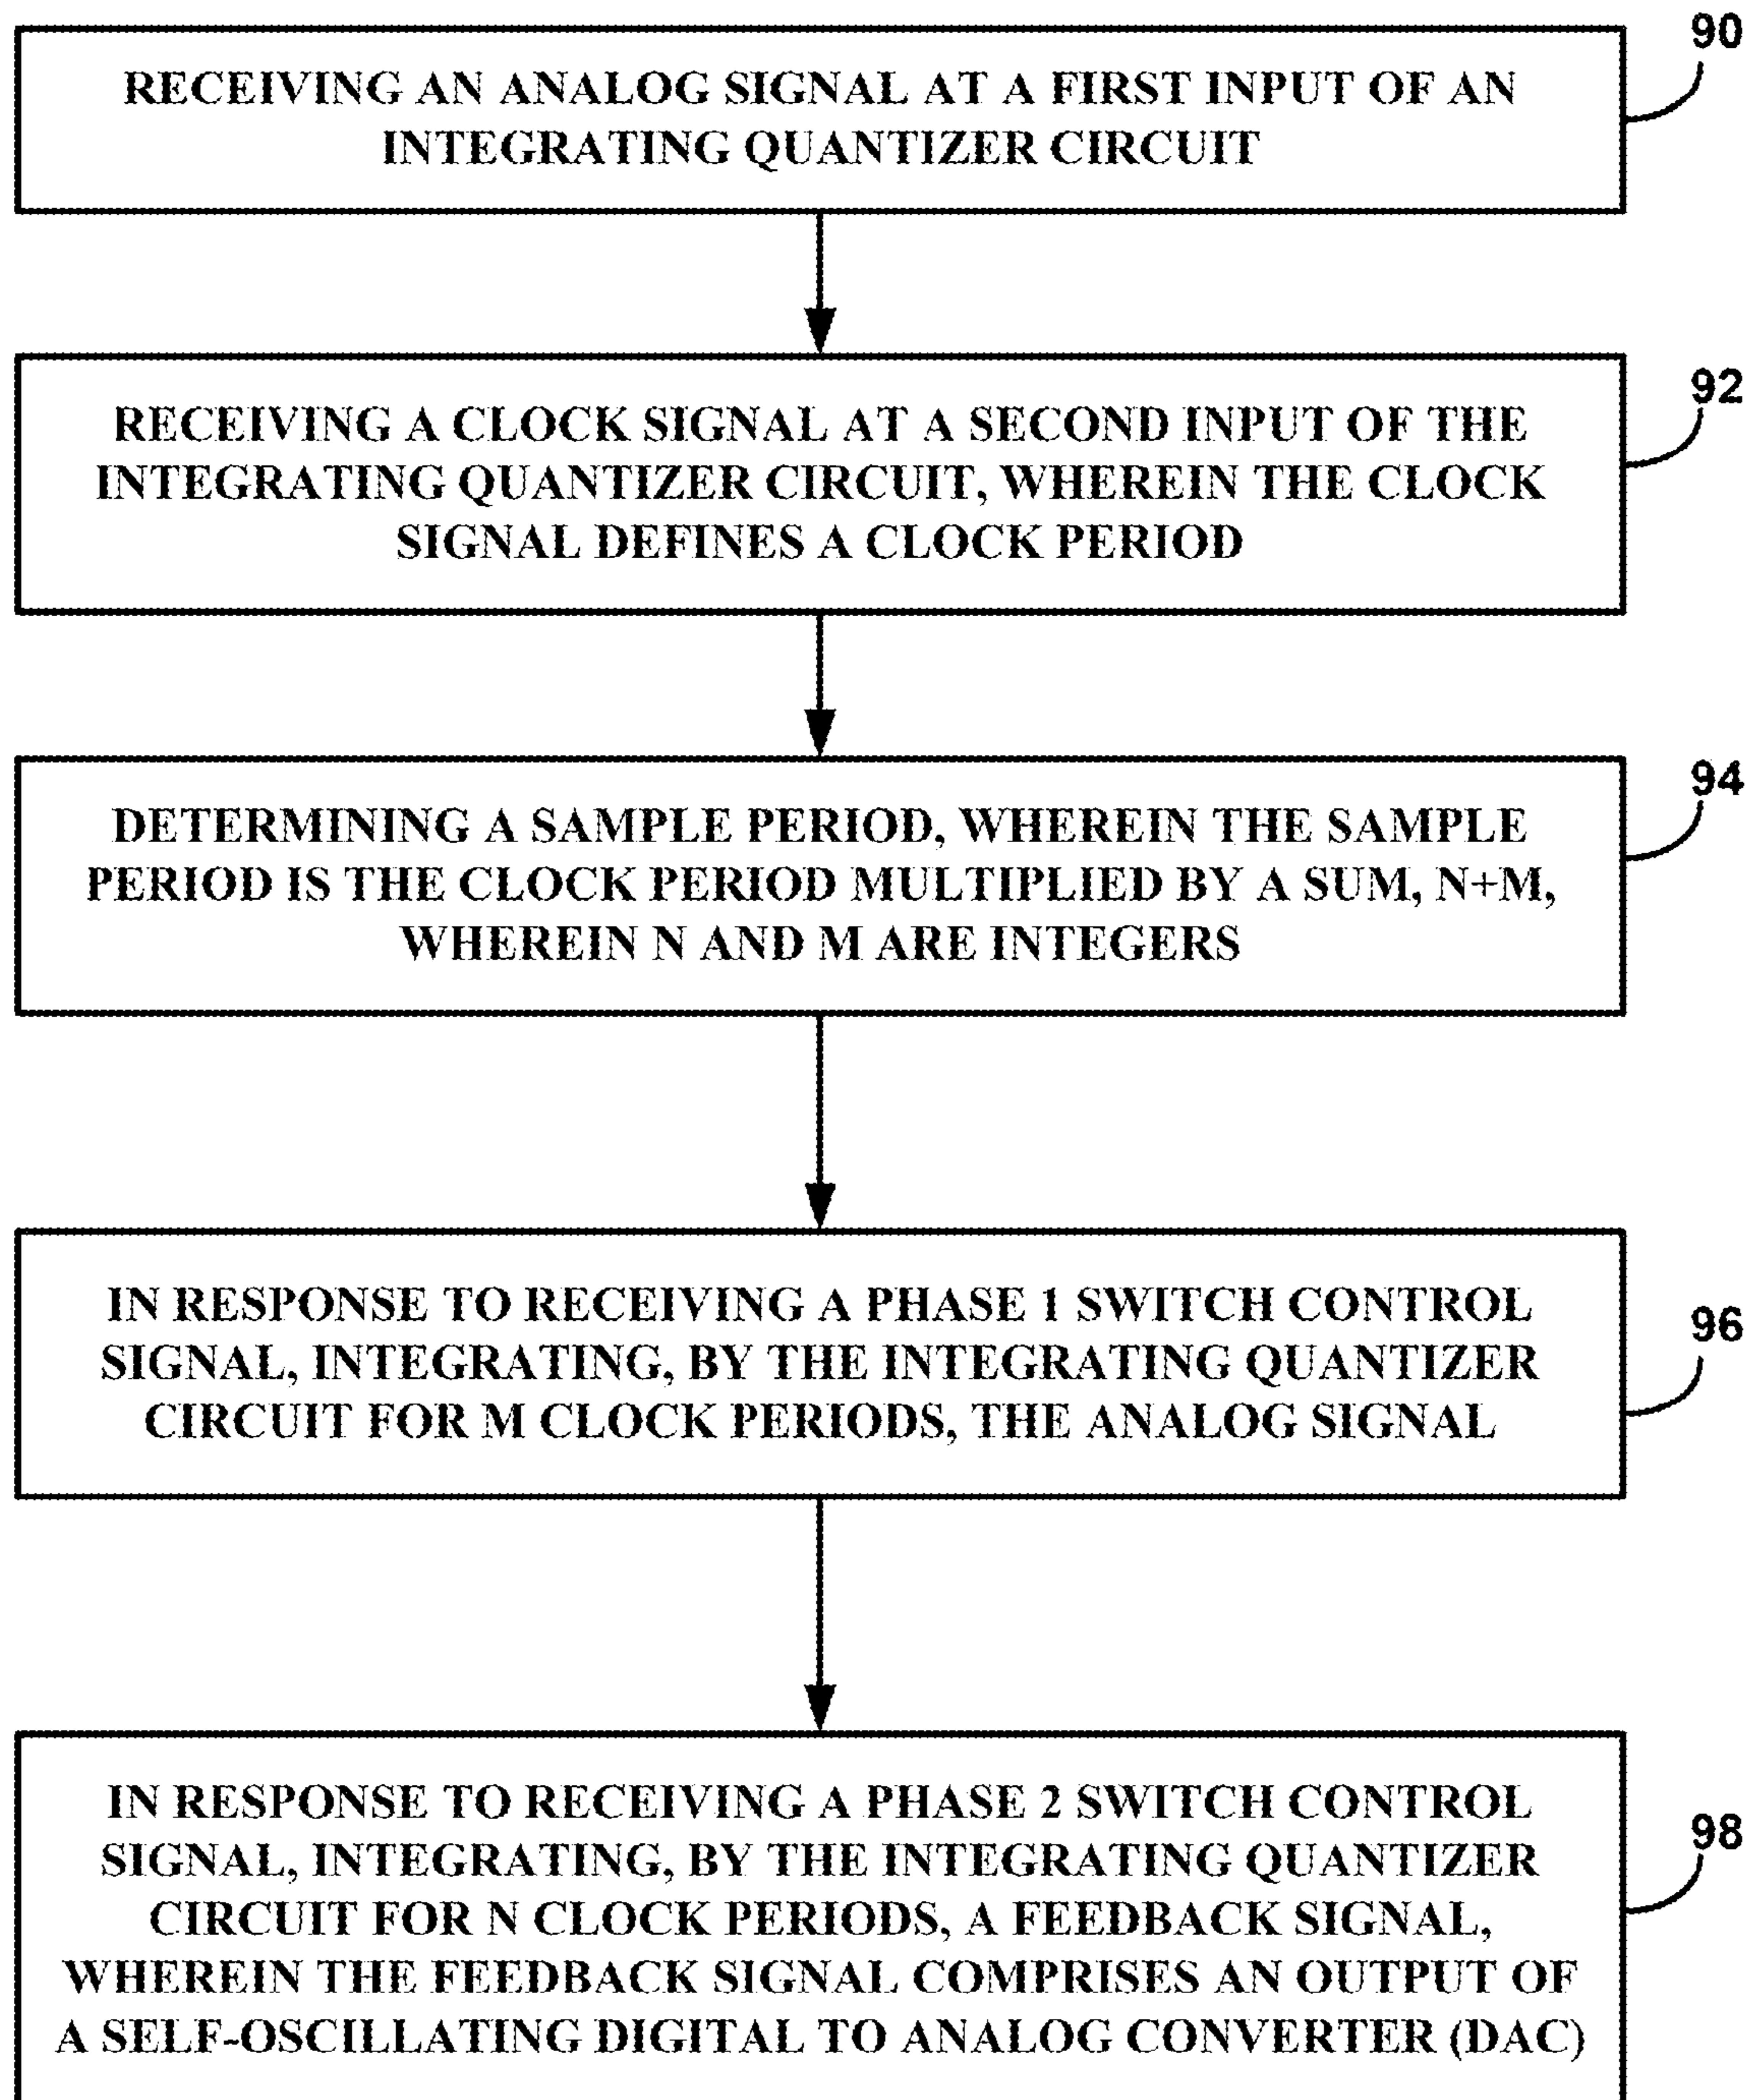 90
RECEIVING AN ANALOG SIGNAL AT A FIRST INPUT OF AN
INTEGRATING QUANTIZER CIRCUIT
92
RECEIVING A CLOCK SIGNAL AT A SECOND INPUT OF THE
INTEGRATING QUANTIZER CIRCUIT, WHEREIN THE CLOCK
SIGNAL DEFINES A CLOCK PERIOD
94
DETERMINING A SAMPLE PERIOD, WHEREIN THE SAMPLE
PERIOD IS THE CLOCK PERIOD MULTIPLIED BY A SUM, N+M,
WHEREIN N AND M ARE INTEGERS
96
IN RESPONSE TO RECEIVING A PHASE 1 SWITCH CONTROL
SIGNAL, INTEGRATING, BY THE INTEGRATING QUANTIZER
CIRCUIT FOR M CLOCK PERIODS, THE ANALOG SIGNAL
98
IN RESPONSE TO RECEIVING A PHASE 2 SWITCH CONTROL
SIGNAL, INTEGRATING, BY THE INTEGRATING QUANTIZER
CIRCUIT FOR N CLOCK PERIODS, A FEEDBACK SIGNAL,
WHEREIN THE FEEDBACK SIGNAL COMPRISES AN OUTPUT OF
A SELF-OSCILLATING DIGITAL TO ANALOG CONVERTER (DAC)